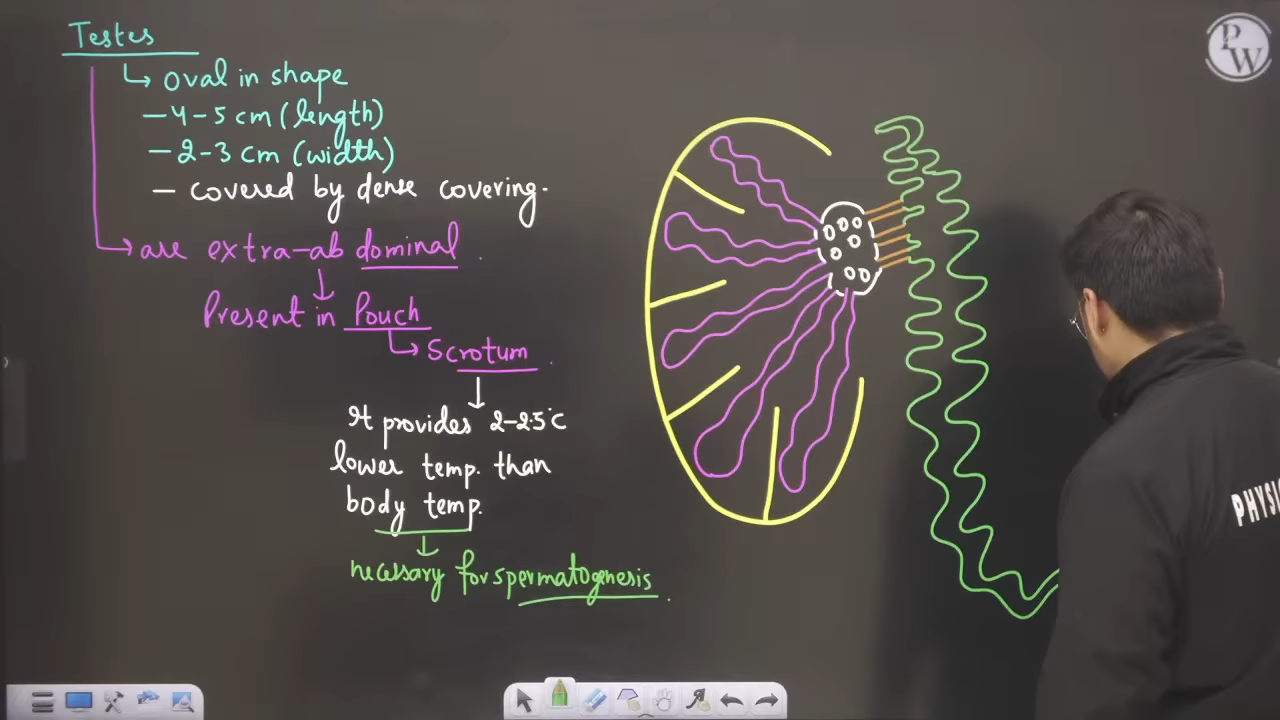 Testes
↳ oval in shape
- 4-5 cm (length)
- 2-3 cm (width)
- covered by dense covering.
→ are extra-abdominal.
↓
Present in Pouch
↳ Scrotum.
↓
It provides 2-2.5°C
lower temp. than
body temp.
↓
necessary for spermatogenesis.
PW
PHYSIC